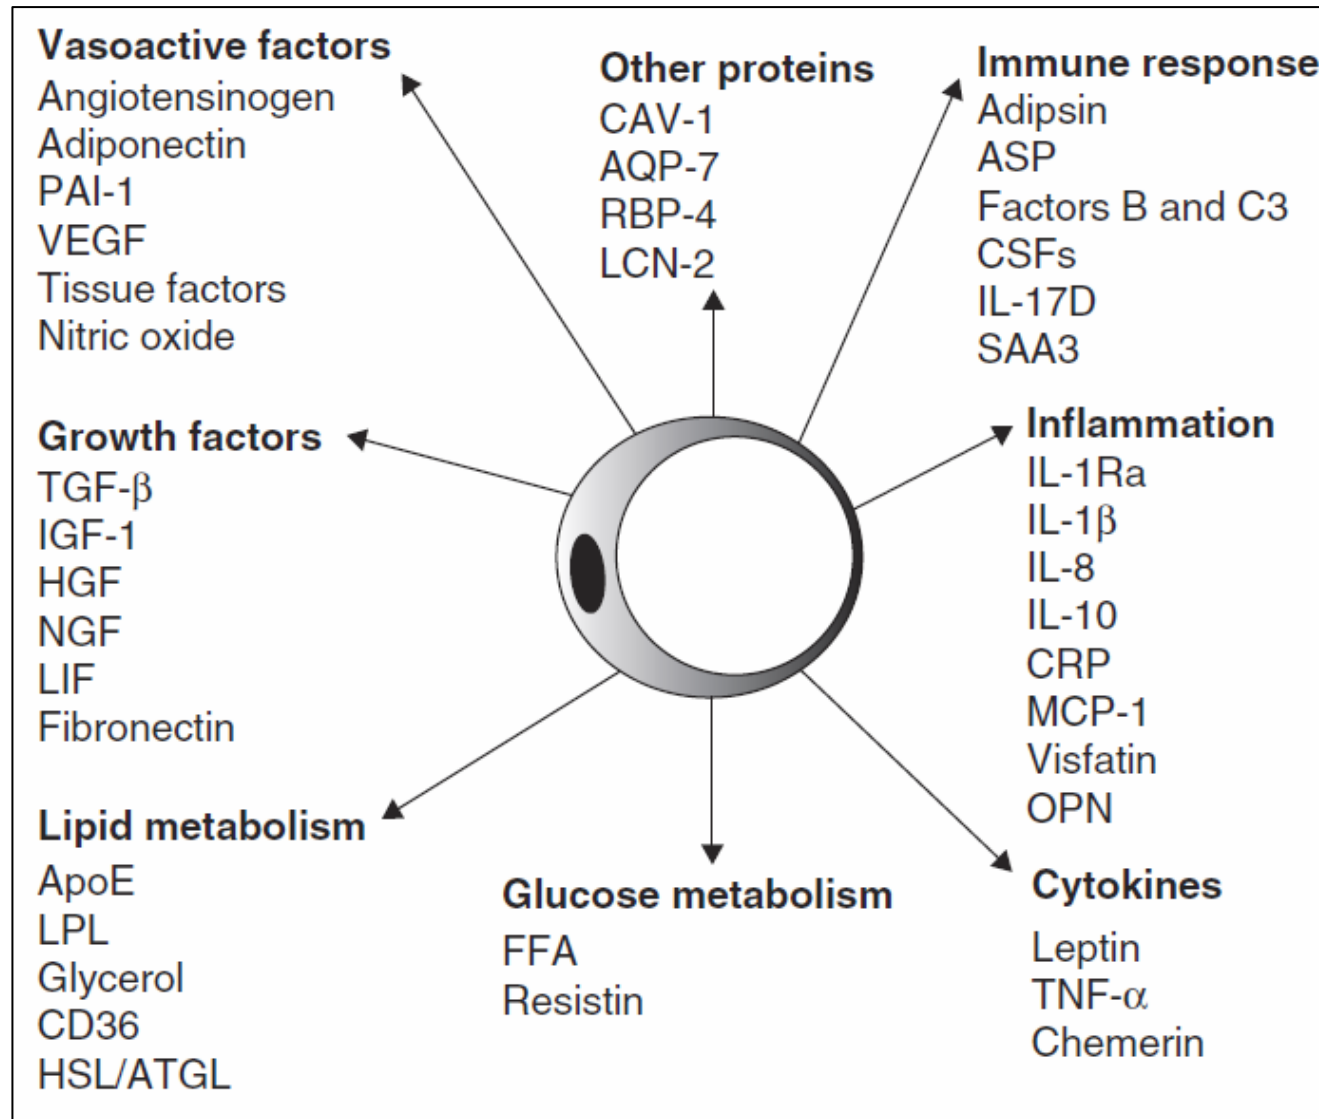 Vasoactive factors
Angiotensinogen
Adiponectin
PAI-1
VEGF
Tissue factors
Nitric oxide
Other proteins
CAV-1
AQP-7
RBP-4
LCN-2
Immune response
Adipsin
ASP
Factors B and C3
CSFs
IL-17D
SAA3
Growth factors
TGF-β
IGF-1
HGF
NGF
LIF
Fibronectin
Inflammation
IL-1Ra
IL-1β
IL-8
IL-10
CRP
MCP-1
Visfatin
OPN
Lipid metabolism
ApoE
LPL
Glycerol
CD36
HSL/ATGL
Glucose metabolism
FFA
Resistin
Cytokines
Leptin
TNF-α
Chemerin